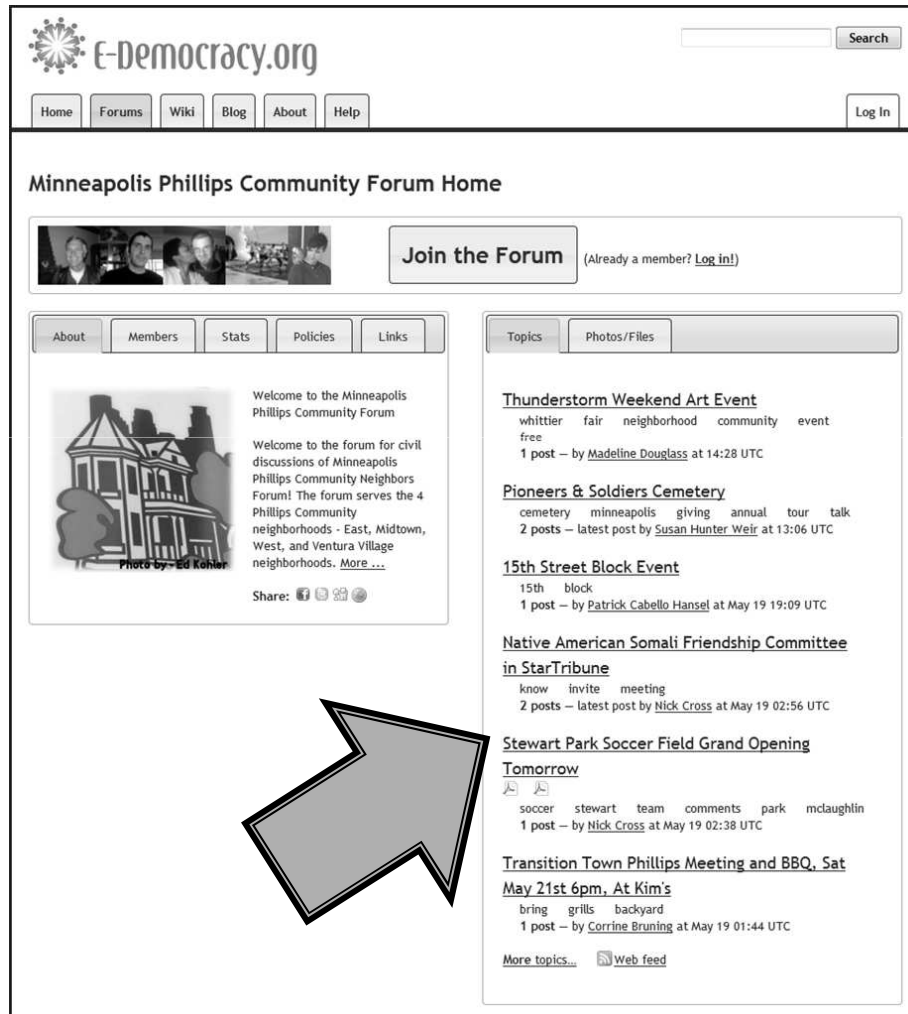 E-Democracy.org
Search
Home Forums Wiki Blog About Help
Log In
Minneapolis Phillips Community Forum Home
Join the Forum (Already a member? Log in!)
About Members Stats Policies Links
Photo by - Ed Kohler
Welcome to the Minneapolis
Phillips Community Forum
Welcome to the forum for civil
discussions of Minneapolis
Phillips Community Neighbors
Forum! The forum serves the 4
Phillips Community
neighborhoods - East, Midtown,
West, and Ventura Village
neighborhoods. More ...
Share:
Topics Photos/Files
Thunderstorm Weekend Art Event
whittier fair neighborhood community event
free
1 post — by Madeline Douglass at 14:28 UTC
Pioneers & Soldiers Cemetery
cemetery minneapolis giving annual tour talk
2 posts — latest post by Susan Hunter Weir at 13:06 UTC
15th Street Block Event
15th block
1 post — by Patrick Cabello Hansel at May 19 19:09 UTC
Native American Somali Friendship Committee
in StarTribune
know invite meeting
2 posts — latest post by Nick Cross at May 19 02:56 UTC
Stewart Park Soccer Field Grand Opening
Tomorrow
soccer stewart team comments park mclaughlin
1 post — by Nick Cross at May 19 02:38 UTC
Transition Town Phillips Meeting and BBQ, Sat
May 21st 6pm, At Kim's
bring grills backyard
1 post — by Corrine Bruning at May 19 01:44 UTC
More topics... Web feed